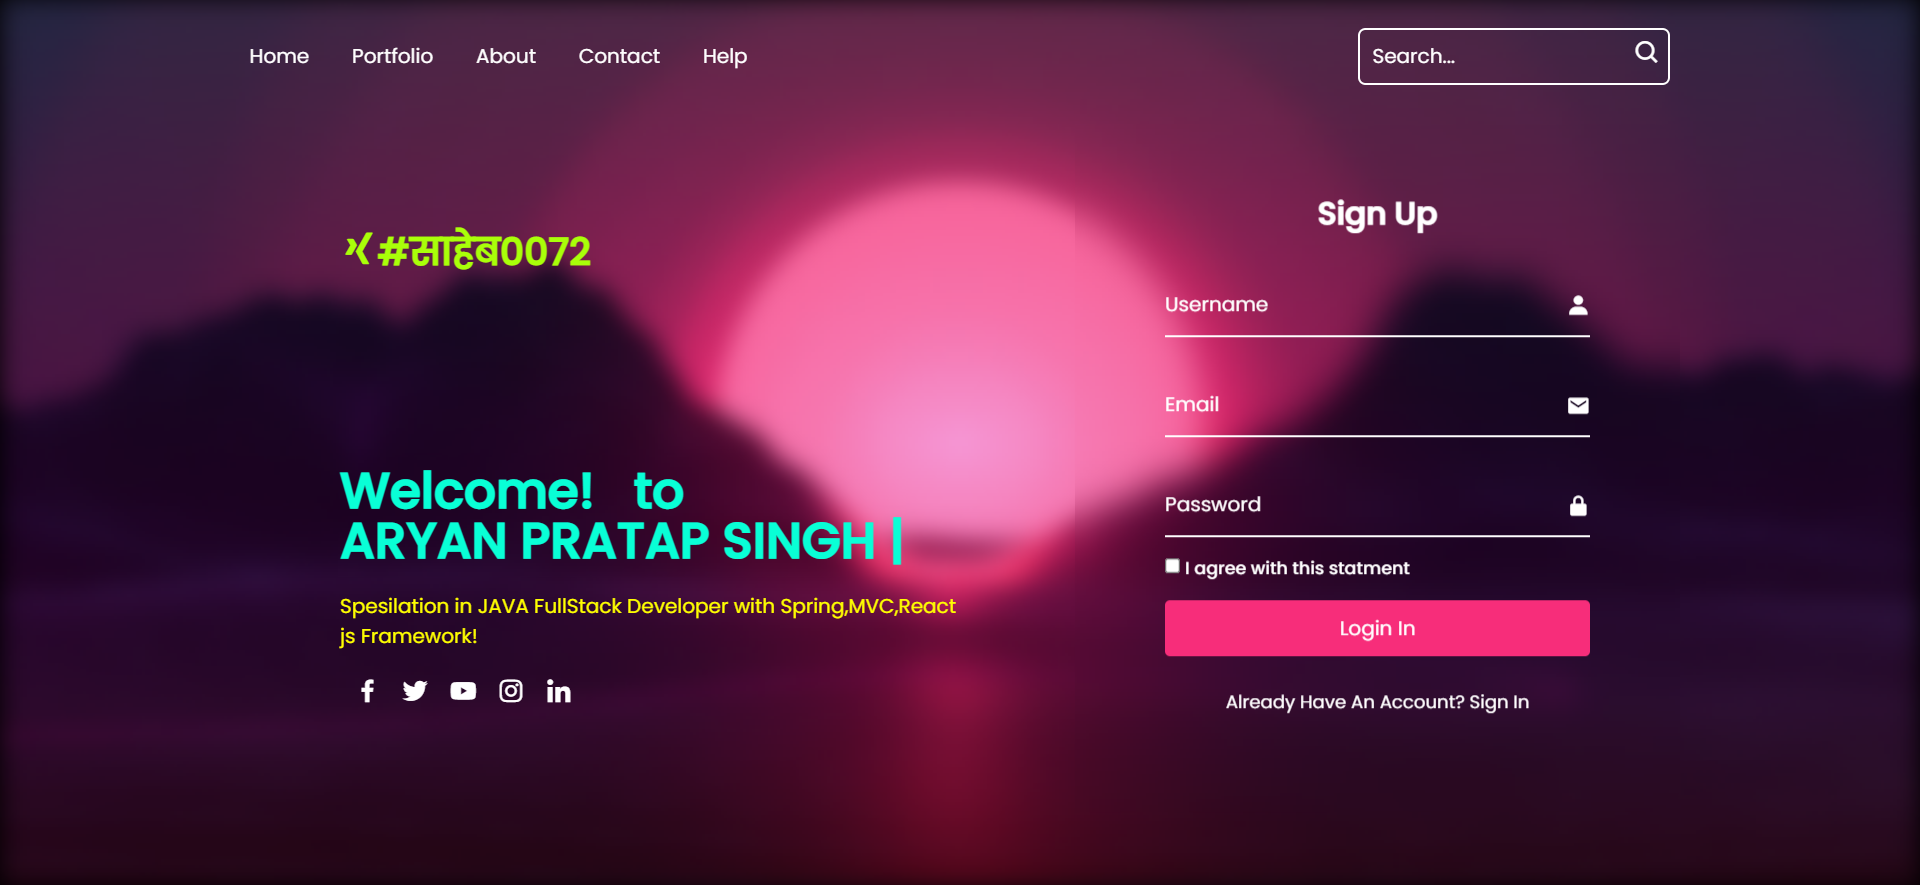 Home Portfolio About Contact Help
Search...
#साहेब0072
Welcome! to
ARYAN PRATAP SINGH |
Spesilation in JAVA FullStack Developer with Spring,MVC,React
js Framework!
Sign Up
Username
Email
Password
I agree with this statment
Login In
Already Have An Account? Sign In